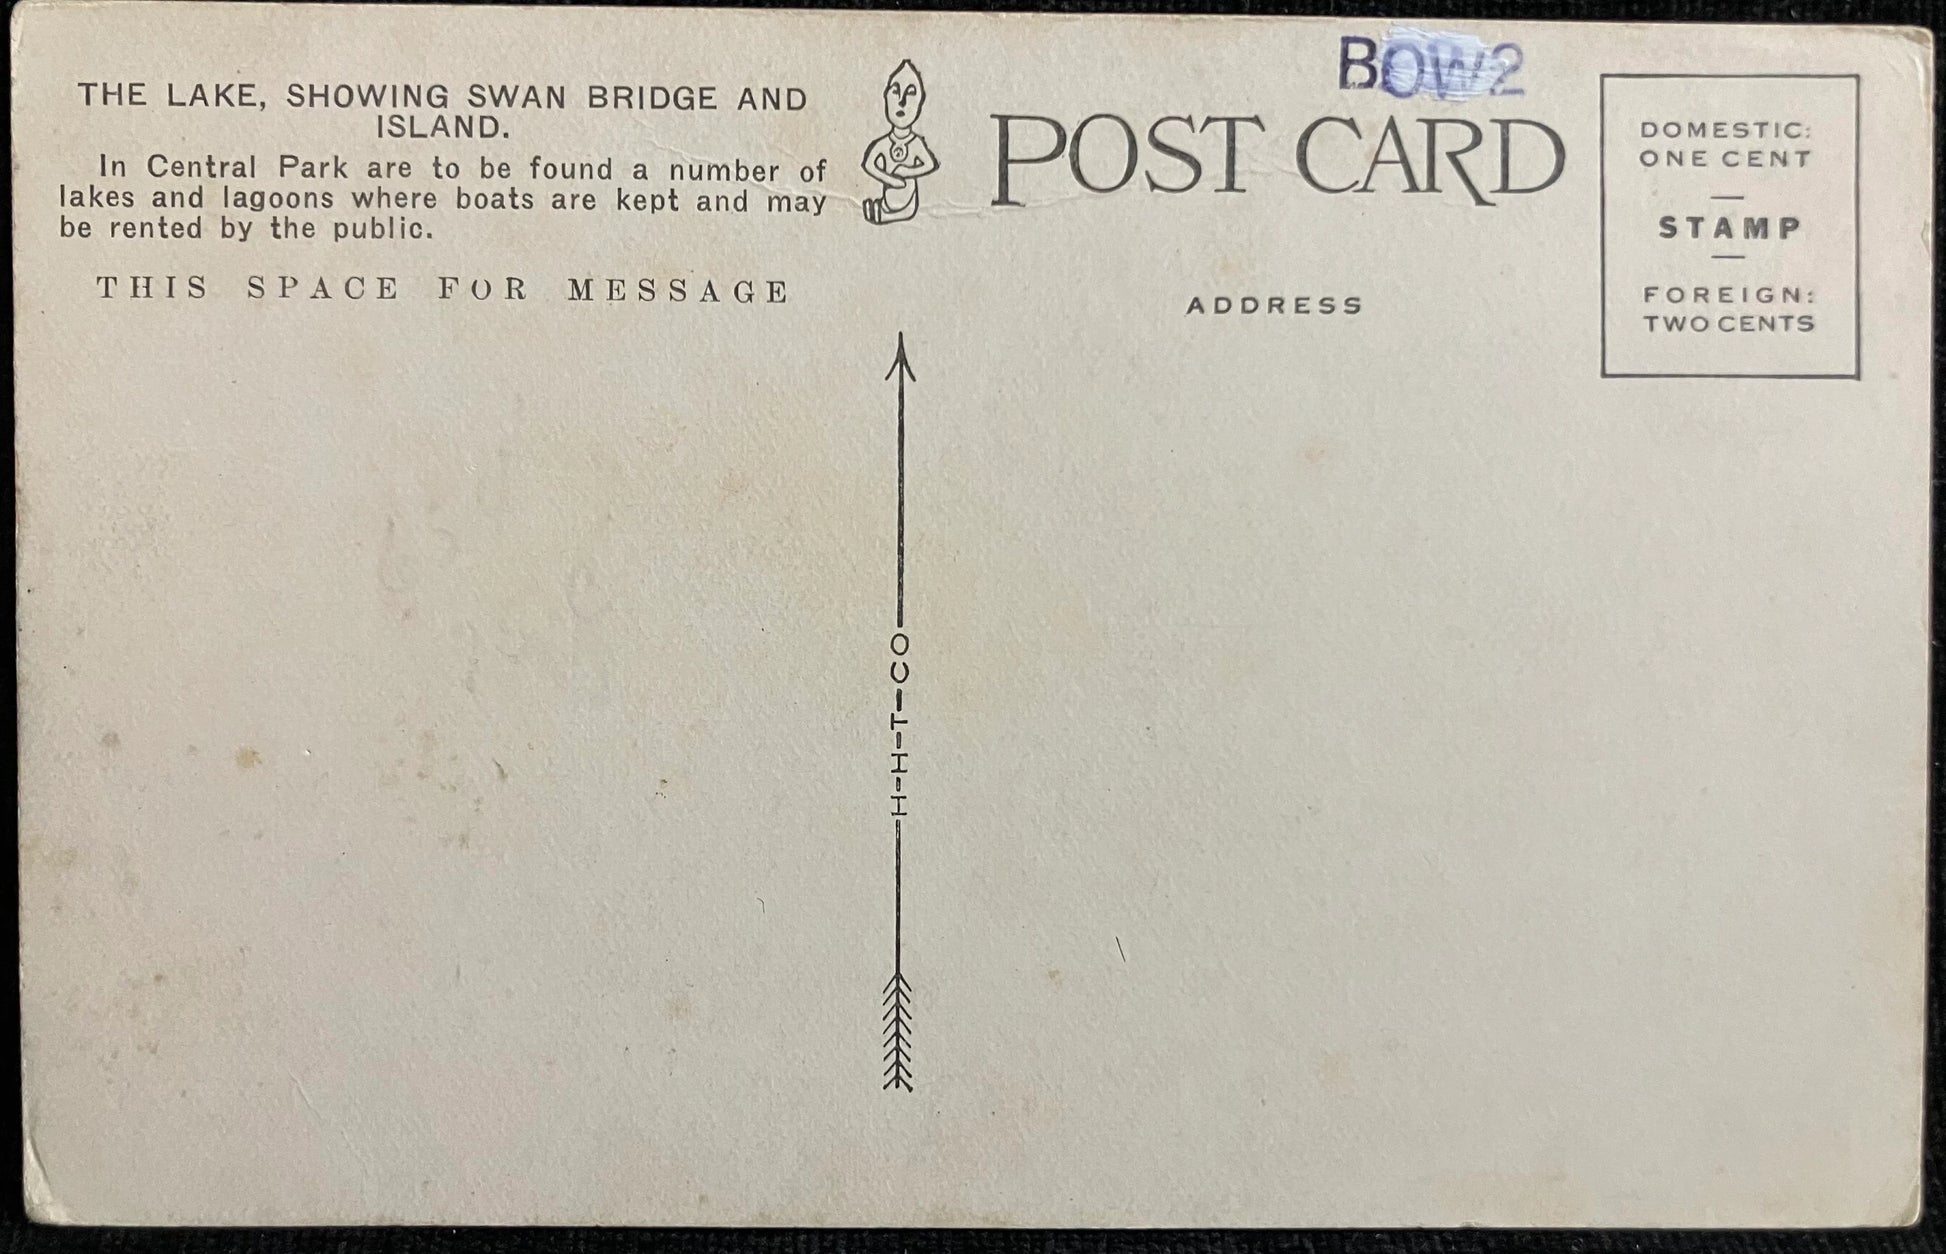 THE LAKE, SHOWING SWAN BRIDGE AND
ISLAND.
In Central Park are to be found a number of
lakes and lagoons where boats are kept and may
be rented by the public.
THIS SPACE FOR MESSAGE
H-H-T-CO
BOW2
POST CARD
ADDRESS
DOMESTIC:
ONE CENT
STAMP
FOREIGN:
TWO CENTS